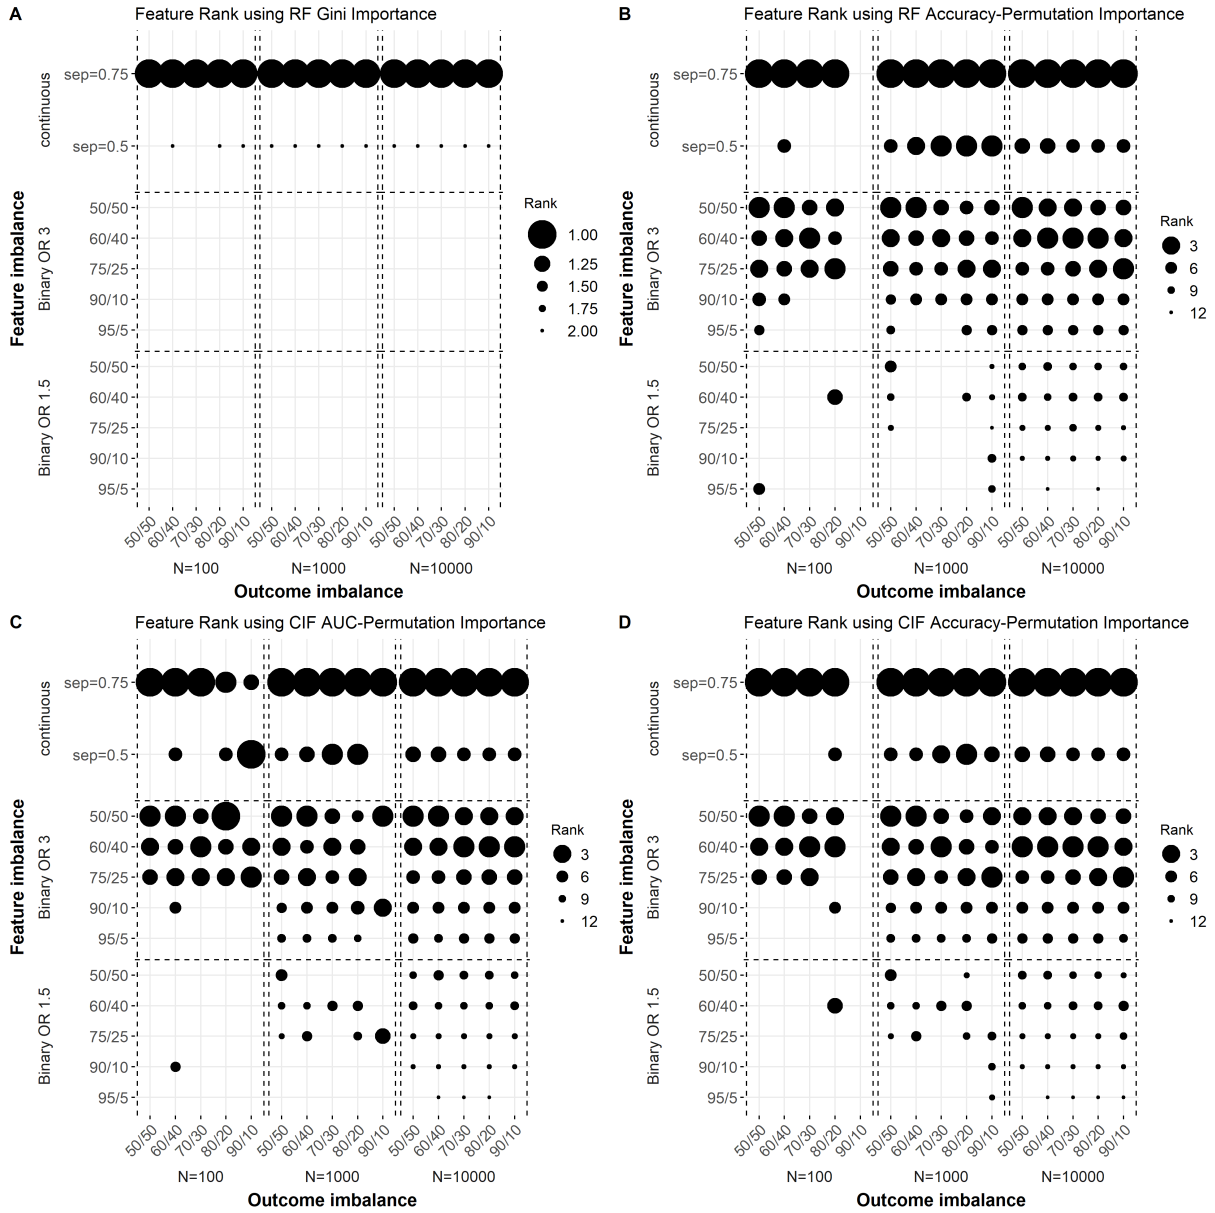 A
Feature Rank using RF Gini Importance
Feature imbalance
continuous
Binary OR 3
Binary OR 1.5
sep=0.75
sep=0.5
50/50
60/40
75/25
90/10
95/5
50/50
60/40
75/25
90/10
95/5
50/50 60/40 70/30 80/20 90/10 50/50 60/40 70/30 80/20 90/10 50/50 60/40 70/30 80/20 90/10
N=100 N=1000 N=10000
Outcome imbalance
Rank
1.00
1.25
1.50
1.75
2.00
B
Feature Rank using RF Accuracy-Permutation Importance
Feature imbalance
continuous
Binary OR 3
Binary OR 1.5
sep=0.75
sep=0.5
50/50
60/40
75/25
90/10
95/5
50/50
60/40
75/25
90/10
95/5
50/50 60/40 70/30 80/20 90/10 50/50 60/40 70/30 80/20 90/10 50/50 60/40 70/30 80/20 90/10
N=100 N=1000 N=10000
Outcome imbalance
Rank
3
6
9
12
C
Feature Rank using CIF AUC-Permutation Importance
Feature imbalance
continuous
Binary OR 3
Binary OR 1.5
sep=0.75
sep=0.5
50/50
60/40
75/25
90/10
95/5
50/50
60/40
75/25
90/10
95/5
50/50 60/40 70/30 80/20 90/10 50/50 60/40 70/30 80/20 90/10 50/50 60/40 70/30 80/20 90/10
N=100 N=1000 N=10000
Outcome imbalance
Rank
3
6
9
12
D
Feature Rank using CIF Accuracy-Permutation Importance
Feature imbalance
continuous
Binary OR 3
Binary OR 1.5
sep=0.75
sep=0.5
50/50
60/40
75/25
90/10
95/5
50/50
60/40
75/25
90/10
95/5
50/50 60/40 70/30 80/20 90/10 50/50 60/40 70/30 80/20 90/10 50/50 60/40 70/30 80/20 90/10
N=100 N=1000 N=10000
Outcome imbalance
Rank
3
6
9
12